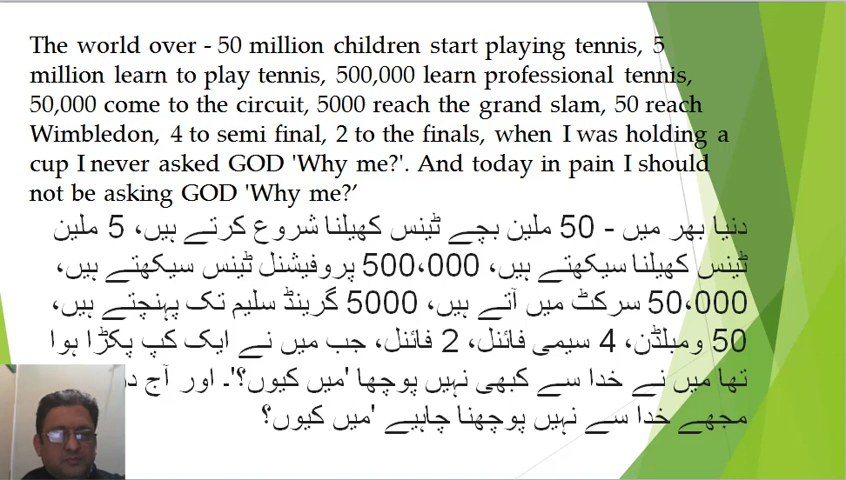 The world over - 50 million children start playing tennis, 5
million learn to play tennis, 500,000 learn professional tennis,
50,000 come to the circuit, 5000 reach the grand slam, 50 reach
Wimbledon, 4 to semi final, 2 to the finals, when I was holding a
cup I never asked GOD 'Why me?'. And today in pain I should
not be asking GOD 'Why me?’
دنیا بھر میں - 50 ملین بچے ٹینس کھیلنا شروع کرتے ہیں، 5 ملین
ٹینس کھیلنا سیکھتے ہیں، 500،000 پروفیشنل ٹینس سیکھتے ہیں،
50،000 سرکٹ میں آتے ہیں، 5000 گرینڈ سلیم تک پہنچتے ہیں،
50 ومبلڈن، 4 سیمی فائنل، 2 فائنل، جب میں نے ایک کپ پکڑا ہوا
تھا میں نے خدا سے کبھی نہیں پوچھا 'میں کیوں؟'۔ اور آج
مجھے خدا سے نہیں پوچھنا چاہیے 'میں کیوں؟